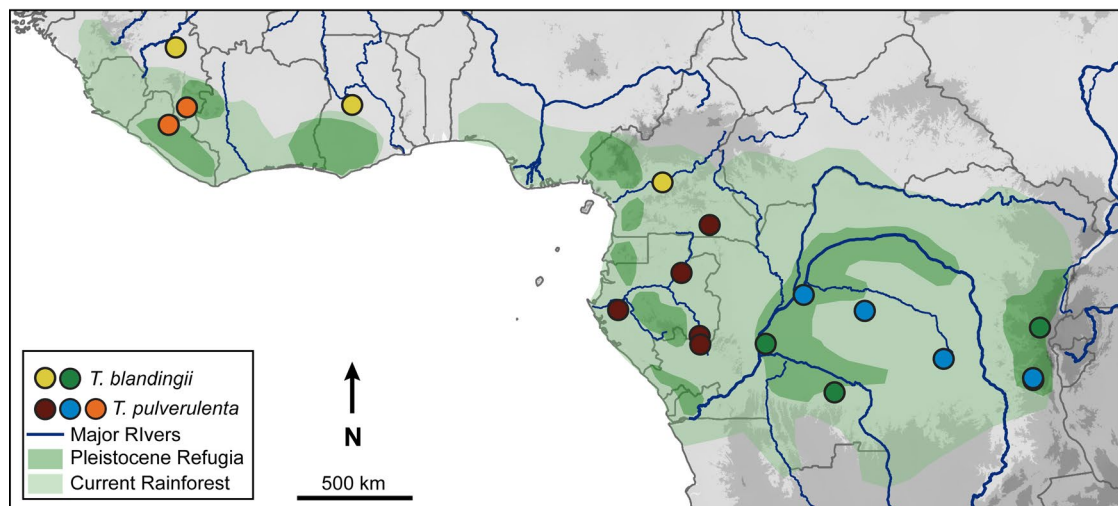 T. blandingii
T. pulverulenta
Major RIvers
Pleistocene Refugia
Current Rainforest
N
500 km